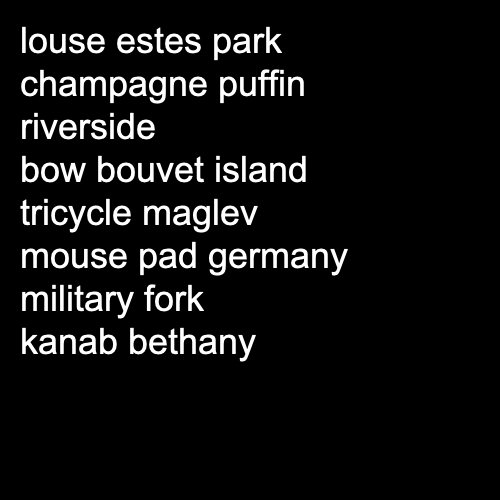 louse estes park
champagne puffin
riverside
bow bouvet island
tricycle maglev
mouse pad germany
military fork
kanab bethany